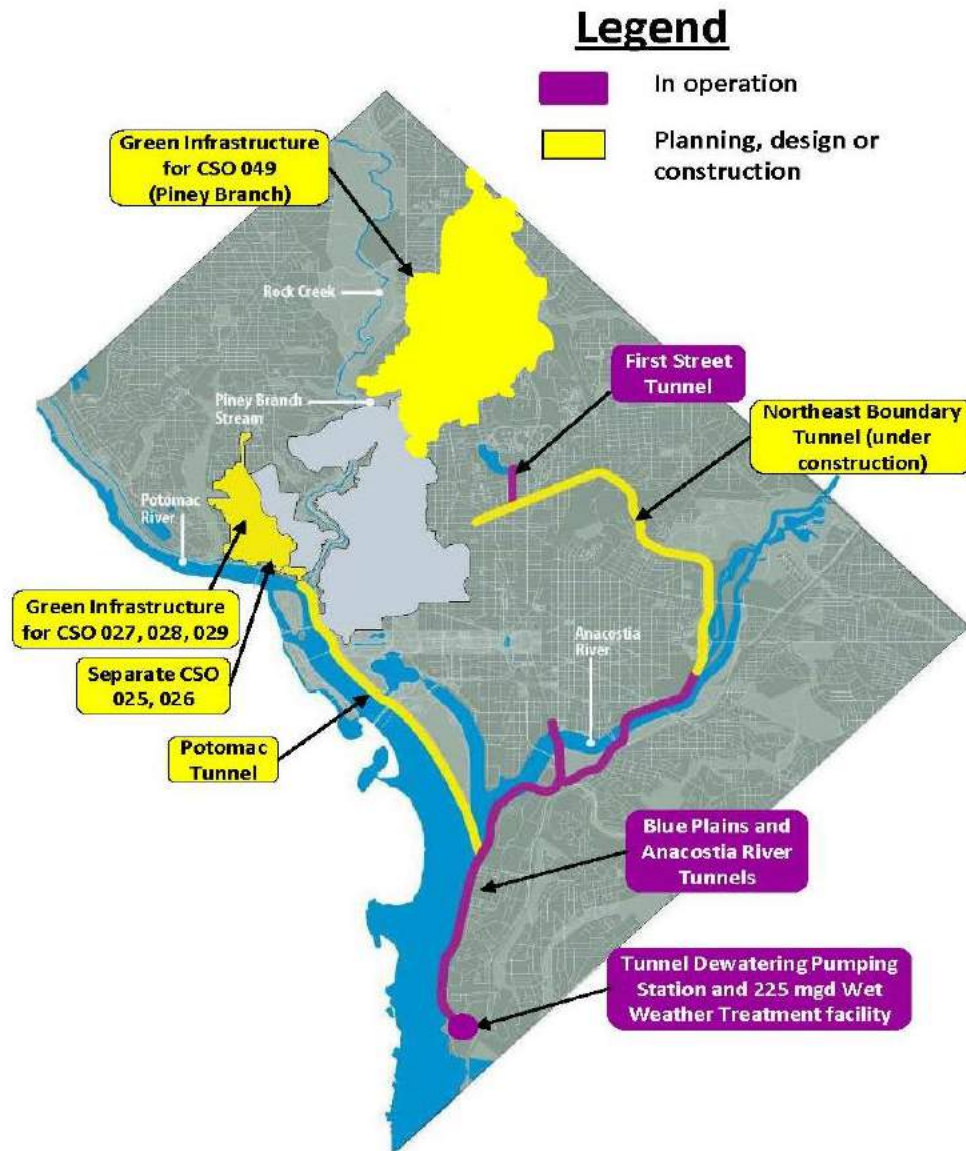 Legend
In operation
Planning, design or
construction
Green Infrastructure
for CSO 049
(Piney Branch)
Rock Creek
First Street
Tunnel
Piney Branch
Stream
Northeast Boundary
Tunnel (under
construction)
Potomac
River
Green Infrastructure
for CSO 027, 028, 029
Anacostia
River
Separate CSO
025, 026
Potomac
Tunnel
Blue Plains and
Anacostia River
Tunnels
Tunnel Dewatering Pumping
Station and 225 mgd Wet
Weather Treatment facility